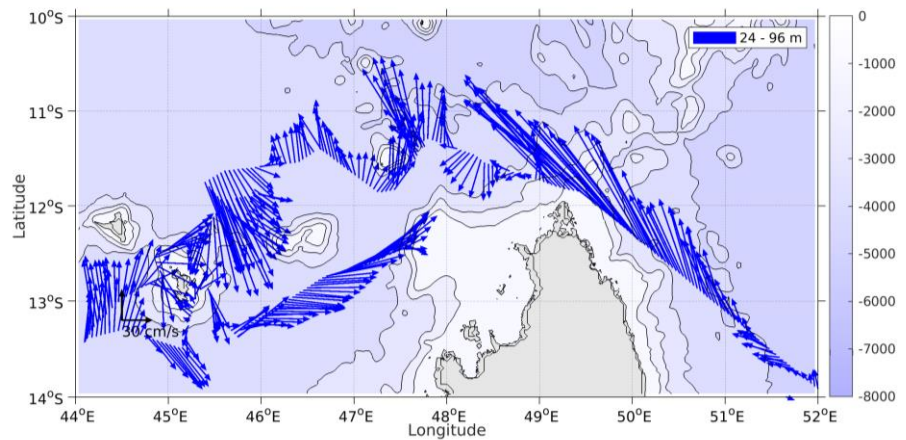 24 - 96 m
10°S
11°S
12°S
13°S
14°S
Latitude
30 cm/s
44°E
45°E
46°E
47°E
48°E
49°E
50°E
51°E
52°E
Longitude
0
-1000
-2000
-3000
-4000
-5000
-6000
-7000
-8000